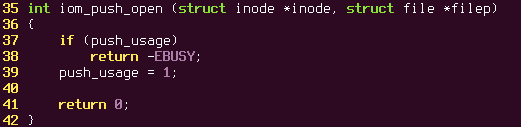 35 int iom_push_open (struct inode *inode, struct file *filep)
36 {
37     if (push_usage)
38         return -EBUSY;
39     push_usage = 1;
40
41     return 0;
42 }